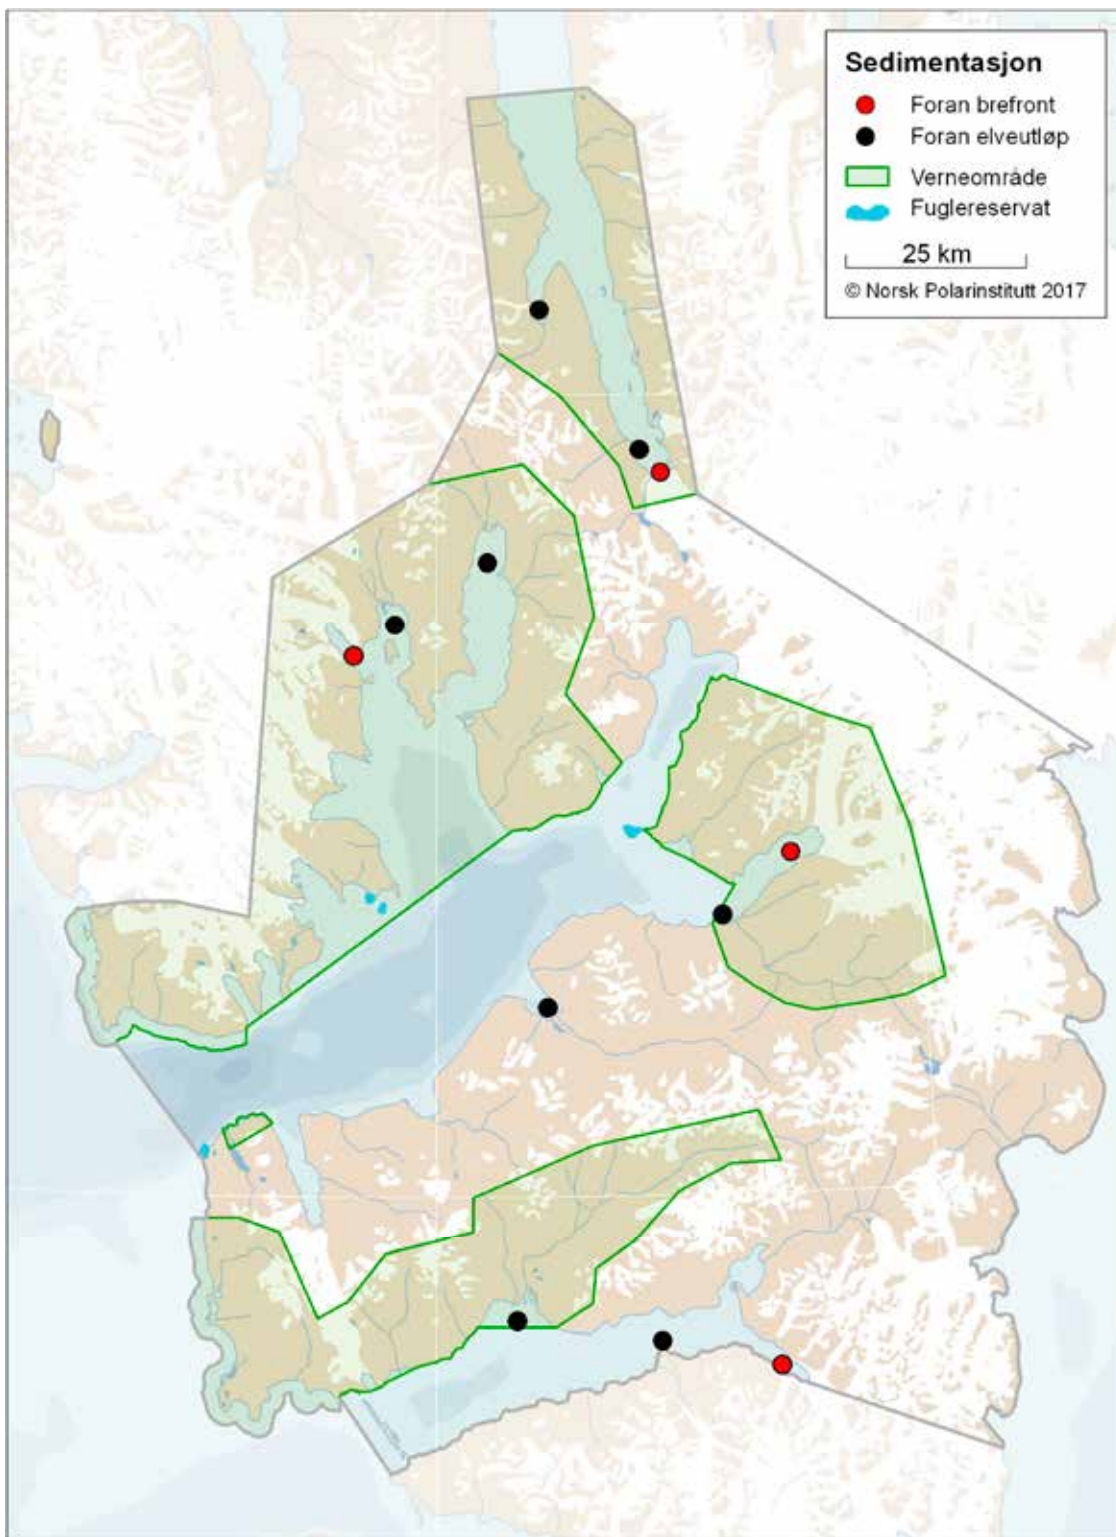 Sedimentasjon
Foran brefront
Foran elveutløp
Verneområde
Fuglereservat
25 km
© Norsk Polarinstitutt 2017